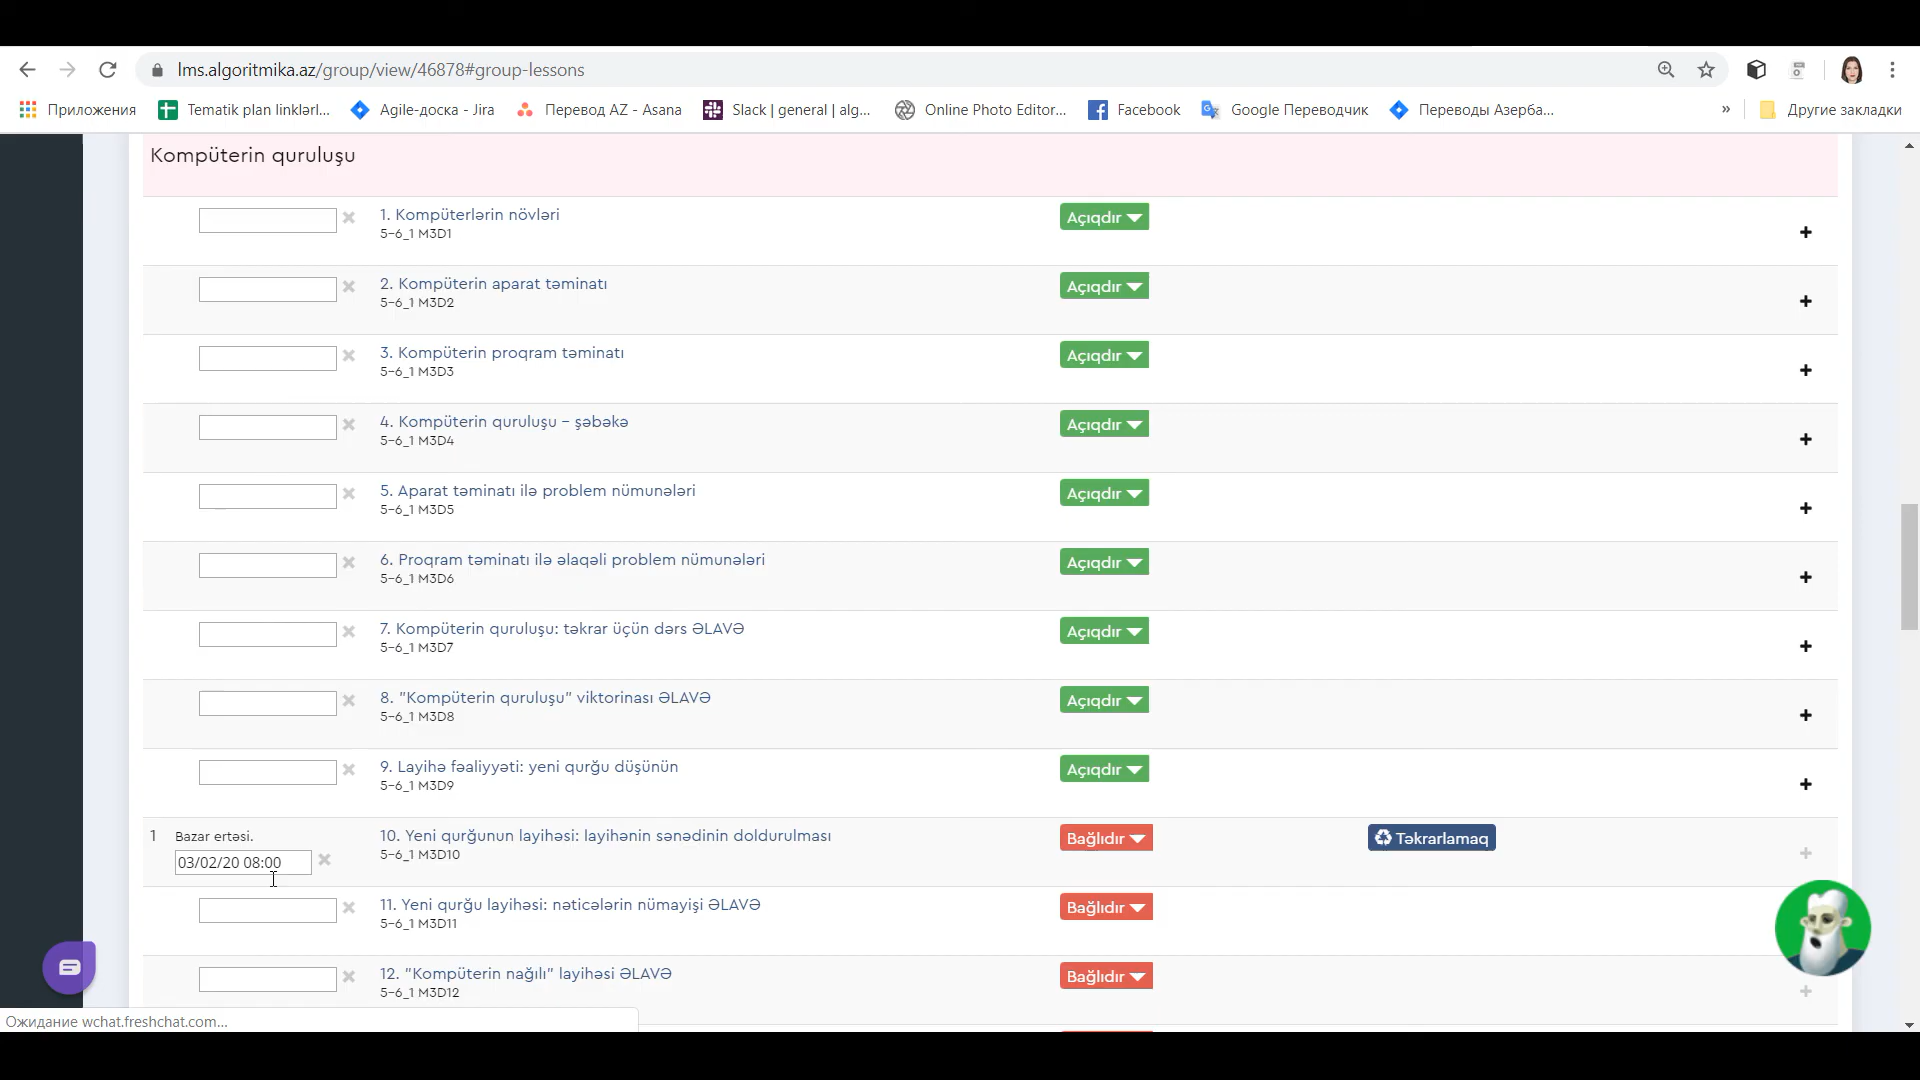 lms.algoritmika.az/group/view/46878#group-lessons
Приложения
Tematik plan linkləri...
Agile-доска - Jira
Перевод AZ - Asana
Slack | general | alg...
Online Photo Editor...
Facebook
Google Переводчик
Переводы Азерба...
»
Другие закладки
Kompüterin quruluşu
1. Kompüterlərin növləri
5-6_1 M3D1
Açıqdır
2. Kompüterin aparat təminatı
5-6_1 M3D2
Açıqdır
3. Kompüterin proqram təminatı
5-6_1 M3D3
Açıqdır
4. Kompüterin quruluşu - şəbəkə
5-6_1 M3D4
Açıqdır
5. Aparat təminatı ilə problem nümunələri
5-6_1 M3D5
Açıqdır
6. Proqram təminatı ilə əlaqəli problem nümunələri
5-6_1 M3D6
Açıqdır
7. Kompüterin quruluşu: təkrar üçün dərs ƏLAVƏ
5-6_1 M3D7
Açıqdır
8. "Kompüterin quruluşu" viktorinası ƏLAVƏ
5-6_1 M3D8
Açıqdır
9. Layihə fəaliyyəti: yeni qurğu düşünün
5-6_1 M3D9
Açıqdır
1
Bazar ertəsi.
03/02/20 08:00
10. Yeni qurğunun layihəsi: layihənin sənədinin doldurulması
5-6_1 M3D10
Bağlıdır
Təkrarlamaq
11. Yeni qurğu layihəsi: nəticələrin nümayişi ƏLAVƏ
5-6_1 M3D11
Bağlıdır
12. "Kompüterin nağılı" layihəsi ƏLAVƏ
5-6_1 M3D12
Bağlıdır
Ожидание wchat.freshchat.com...